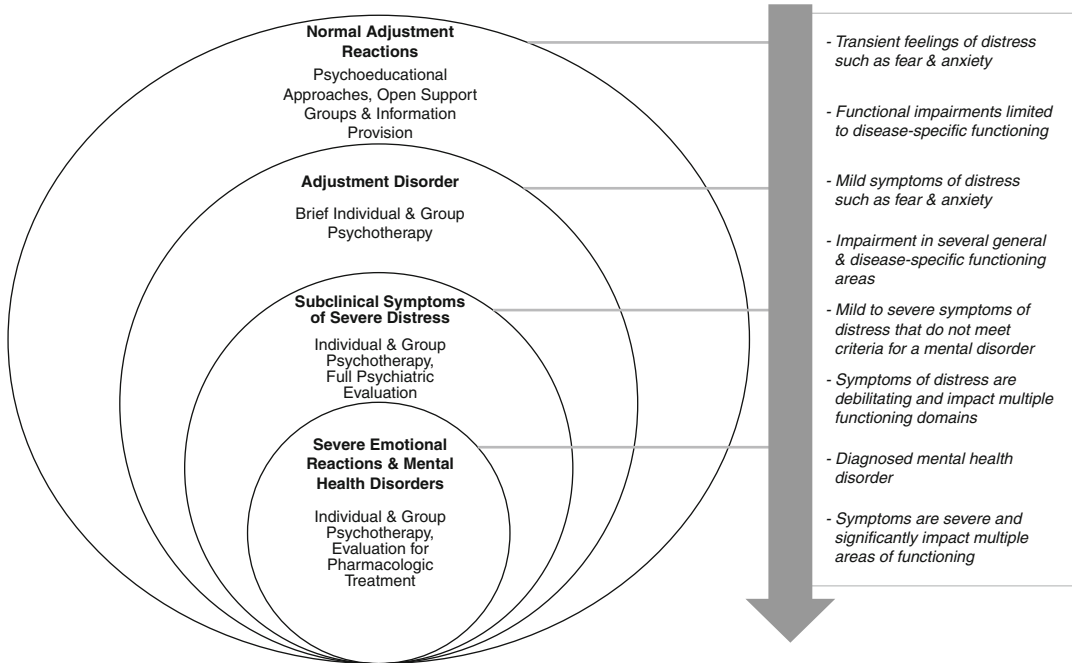 Normal Adjustment
Reactions
Psychoeducational
Approaches, Open Support
Groups & Information
Provision
Adjustment Disorder
Brief Individual & Group
Psychotherapy
Subclinical Symptoms
of Severe Distress
Individual & Group
Psychotherapy,
Full Psychiatric
Evaluation
Severe Emotional
Reactions & Mental
Health Disorders
Individual & Group
Psychotherapy,
Evaluation for
Pharmacologic
Treatment
- Transient feelings of distress
such as fear & anxiety
- Functional impairments limited
to disease-specific functioning
- Mild symptoms of distress
such as fear & anxiety
- Impairment in several general
& disease-specific functioning
areas
- Mild to severe symptoms of
distress that do not meet
criteria for a mental disorder
- Symptoms of distress are
debilitating and impact multiple
functioning domains
- Diagnosed mental health
disorder
- Symptoms are severe and
significantly impact multiple
areas of functioning